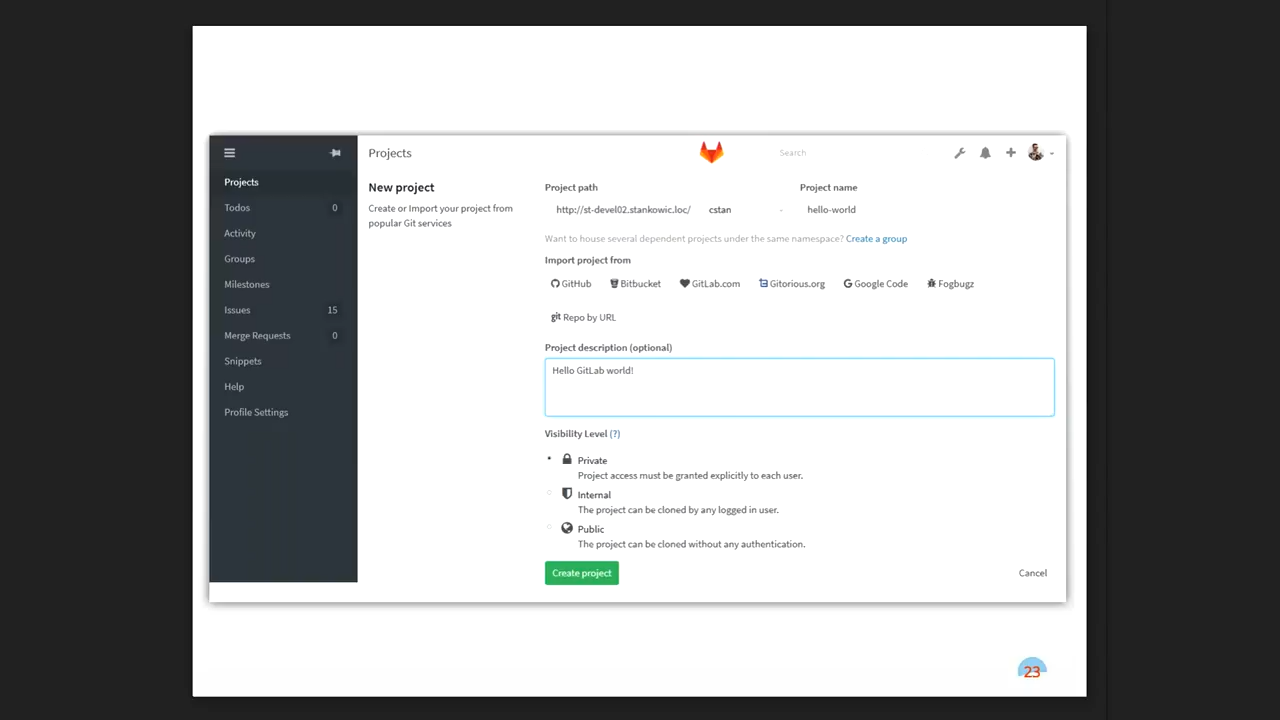 Projects
Search
Projects
Todos 0
Activity
Groups
Milestones
Issues 15
Merge Requests 0
Snippets
Help
Profile Settings
New project
Create or Import your project from
popular Git services
Project path Project name
http://st-devel02.stankowic.loc/ cstan hello-world
Want to house several dependent projects under the same namespace? Create a group
Import project from
GitHub Bitbucket GitLab.com Gitorious.org Google Code Fogbugz
git Repo by URL
Project description (optional)
Hello GitLab world!
Visibility Level (?)
Private
Project access must be granted explicitly to each user.
Internal
The project can be cloned by any logged in user.
Public
The project can be cloned without any authentication.
Create project Cancel
23